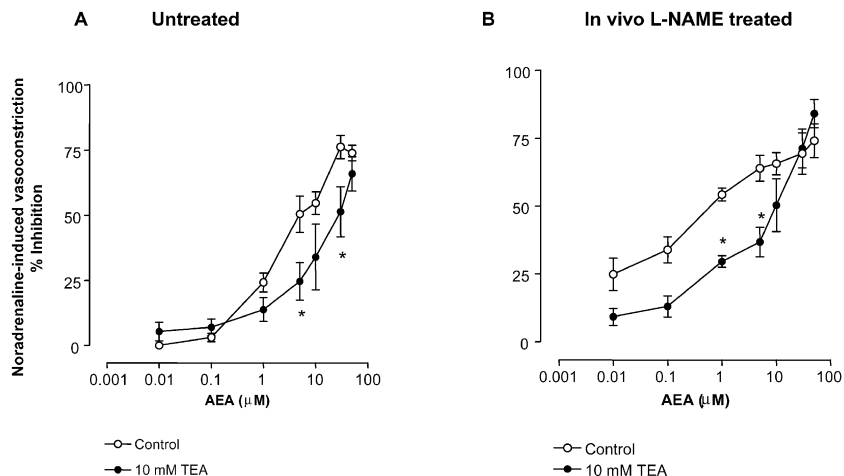 A Untreated
B In vivo L-NAME treated
Noradrenaline-induced vasoconstriction
% Inhibition
100
75
50
25
0
0.001 0.01 0.1 1 10 100
AEA (μM)
* *
Control
10 mM TEA
100
75
50
25
0
0.001 0.01 0.1 1 10 100
AEA (μM)
* *
Control
10 mM TEA